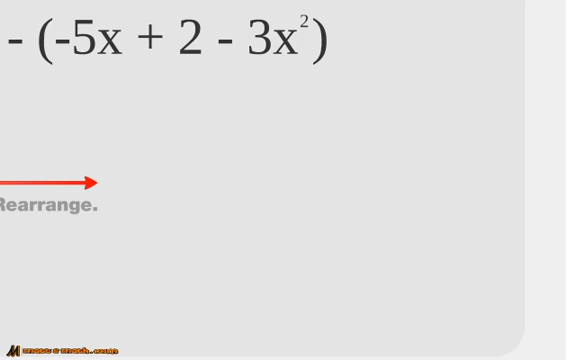 - (-5x + 2 - 3x²)
Rearrange.